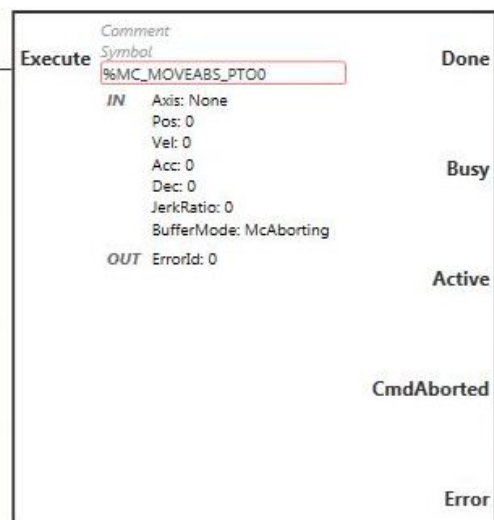 Comment
Symbol
Execute
%MC_MOVEABS_PTO0
Done
IN Axis: None
Pos: 0
Vel: 0
Acc: 0
Busy
Dec: 0
JerkRatio: 0
BufferMode: McAborting
OUT ErrorId: 0
Active
CmdAborted
Error